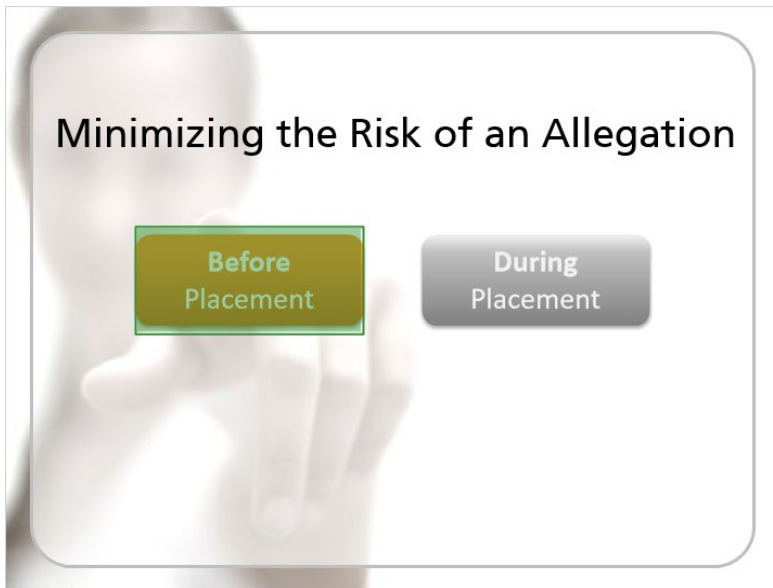 Minimizing the Risk of an Allegation
Before
Placement
During
Placement